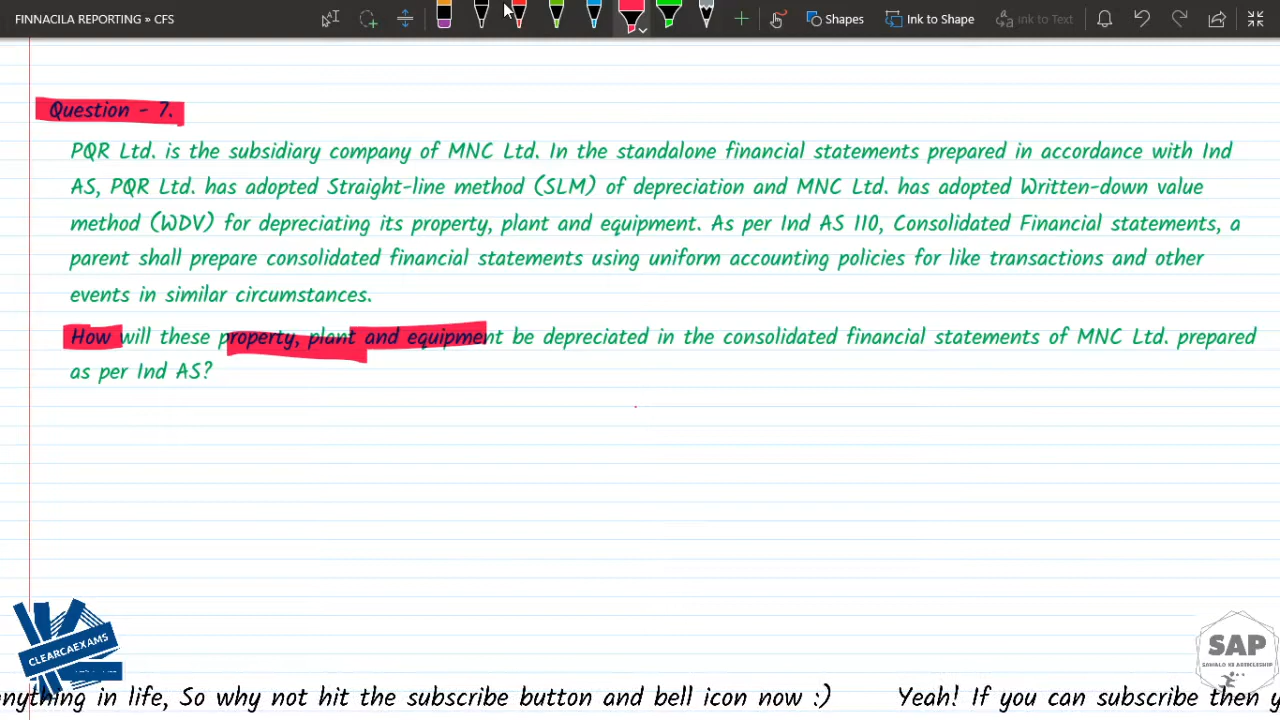 FINNACILA REPORTING » CFS
Shapes
Ink to Shape
Ink to Text
Question - 7.
PQR Ltd. is the subsidiary company of MNC Ltd. In the standalone financial statements prepared in accordance with Ind
AS, PQR Ltd. has adopted Straight-line method (SLM) of depreciation and MNC Ltd. has adopted Written-down value
method (WDV) for depreciating its property, plant and equipment. As per Ind AS 110, Consolidated Financial statements, a
parent shall prepare consolidated financial statements using uniform accounting policies for like transactions and other
events in similar circumstances.
How will these property, plant and equipment be depreciated in the consolidated financial statements of MNC Ltd. prepared
as per Ind AS?
CLEARCAEXAMS
SAP
nything in life, So why not hit the subscribe button and bell icon now :) Yeah! If you can subscribe then y